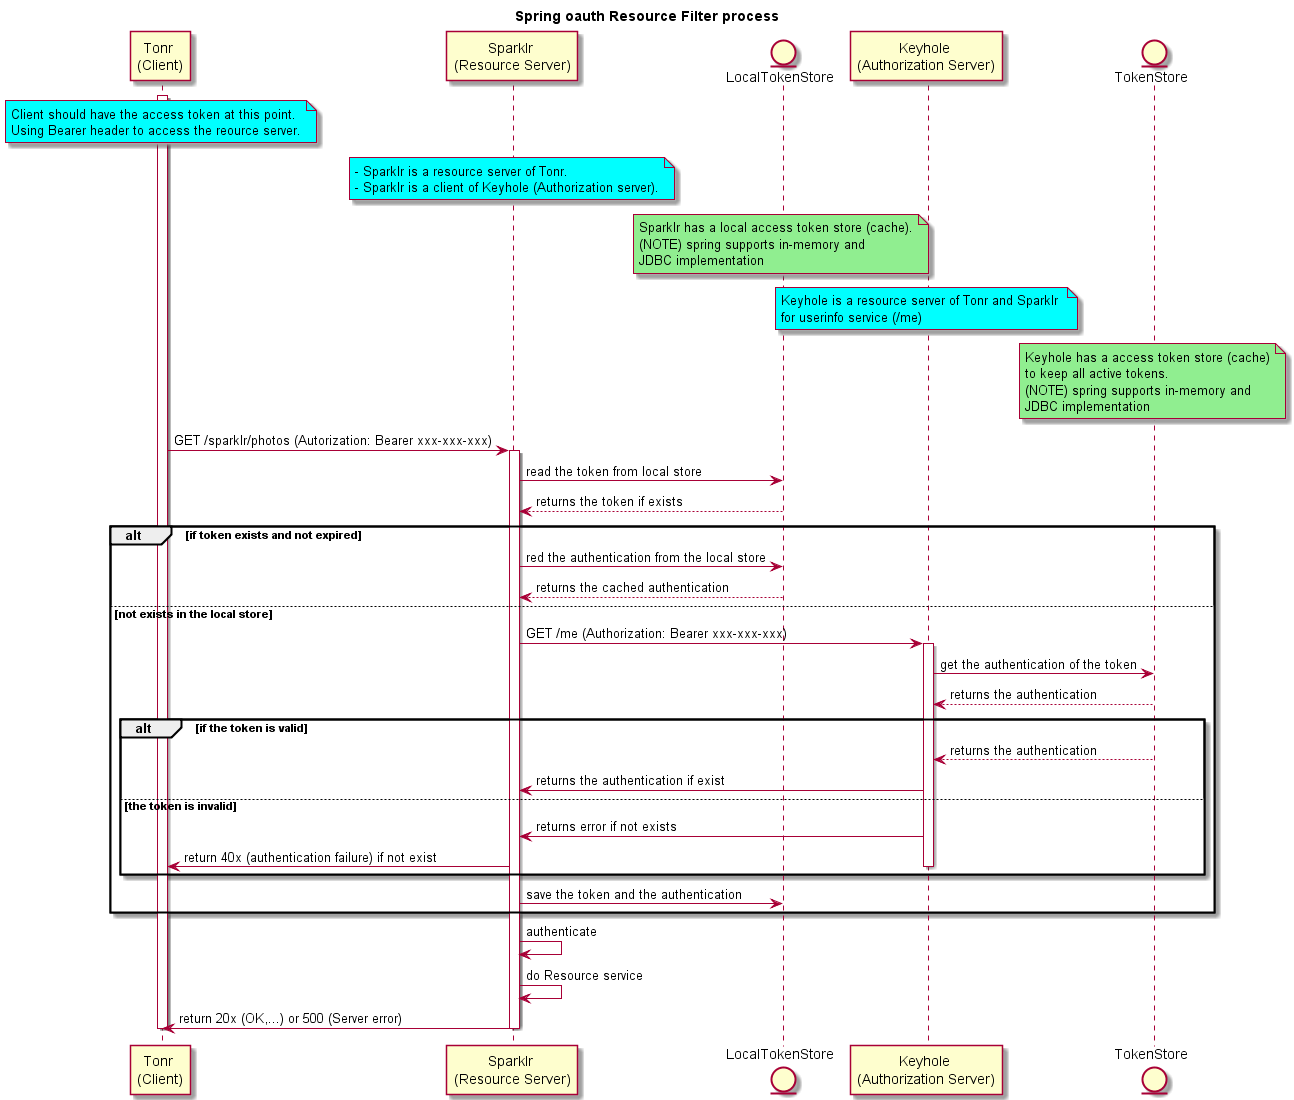 Spring oauth Resource Filter process
Tonr
(Client)
Sparklr
(Resource Server)
LocalTokenStore
Keyhole
(Authorization Server)
TokenStore
Client should have the access token at this point.
Using Bearer header to access the reource server.
- Sparklr is a resource server of Tonr.
- Sparklr is a client of Keyhole (Authorization server).
Sparklr has a local access token store (cache).
(NOTE) spring supports in-memory and
JDBC implementation
Keyhole is a resource server of Tonr and Sparklr
for userinfo service (/me)
Keyhole has a access token store (cache)
to keep all active tokens.
(NOTE) spring supports in-memory and
JDBC implementation
GET /sparklr/photos (Autorization: Bearer xxx-xxx-xxx)
read the token from local store
returns the token if exists
alt [if token exists and not expired]
red the authentication from the local store
returns the cached authentication
[not exists in the local store]
GET /me (Authorization: Bearer xxx-xxx-xxx)
get the authentication of the token
returns the authentication
alt [if the token is valid]
returns the authentication
returns the authentication if exist
[the token is invalid]
returns error if not exists
return 40x (authentication failure) if not exist
save the token and the authentication
authenticate
do Resource service
return 20x (OK,...) or 500 (Server error)
Tonr
(Client)
Sparklr
(Resource Server)
LocalTokenStore
Keyhole
(Authorization Server)
TokenStore